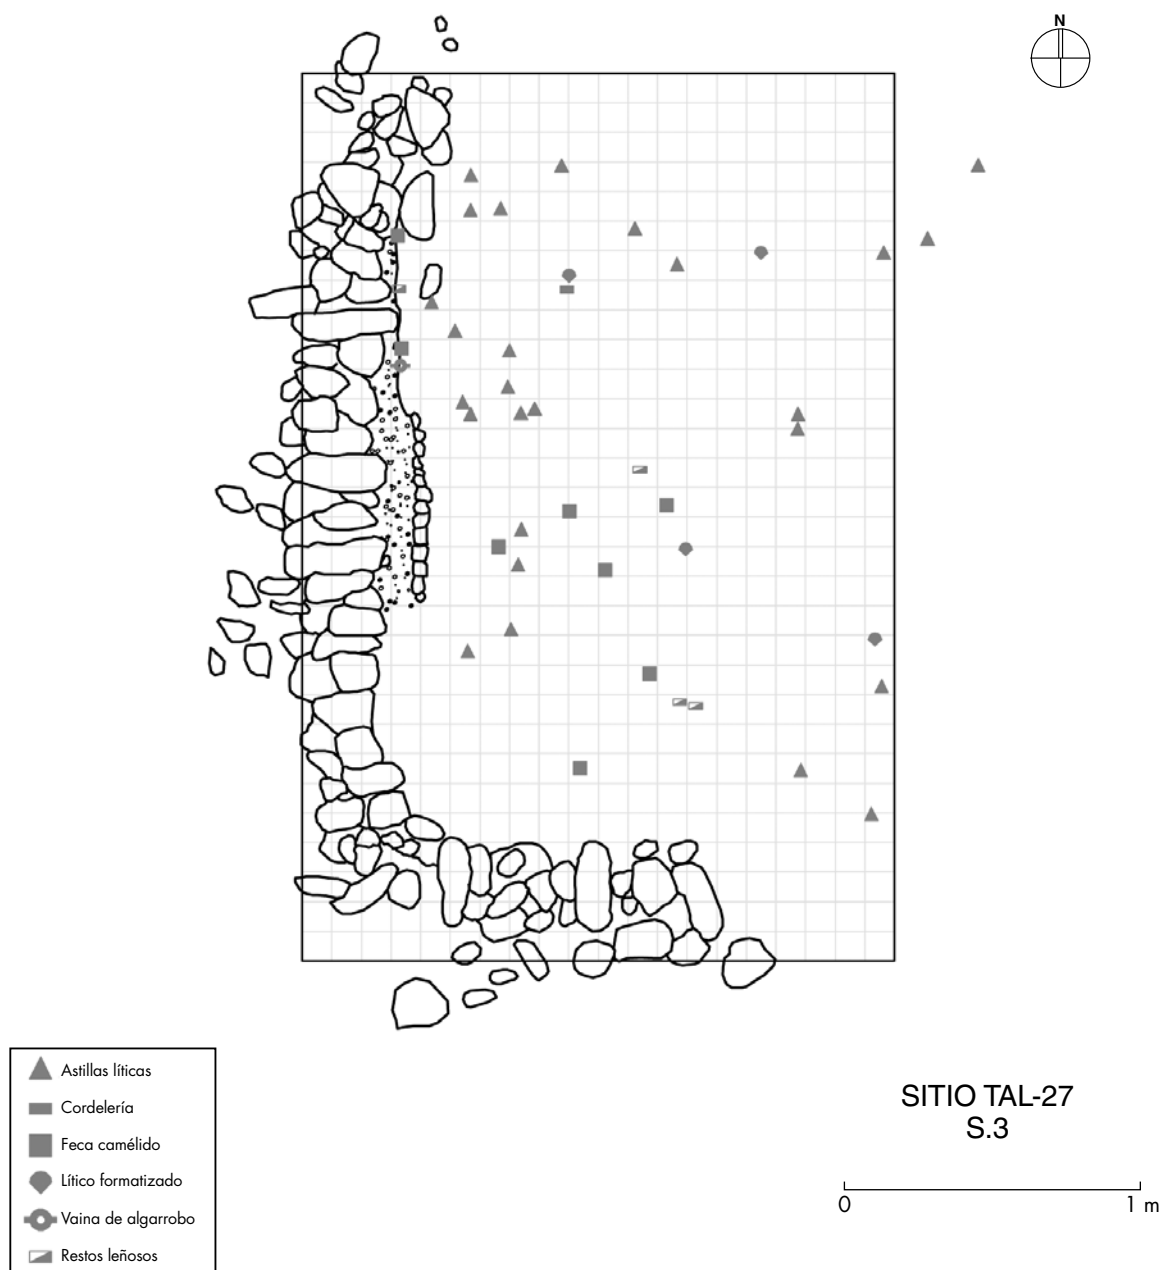 N
Astillas líticas
Cordelería
Feca camélido
Lítico formatizado
Vaina de algarrobo
Restos leñosos
SITIO TAL-27
S.3
0 1 m